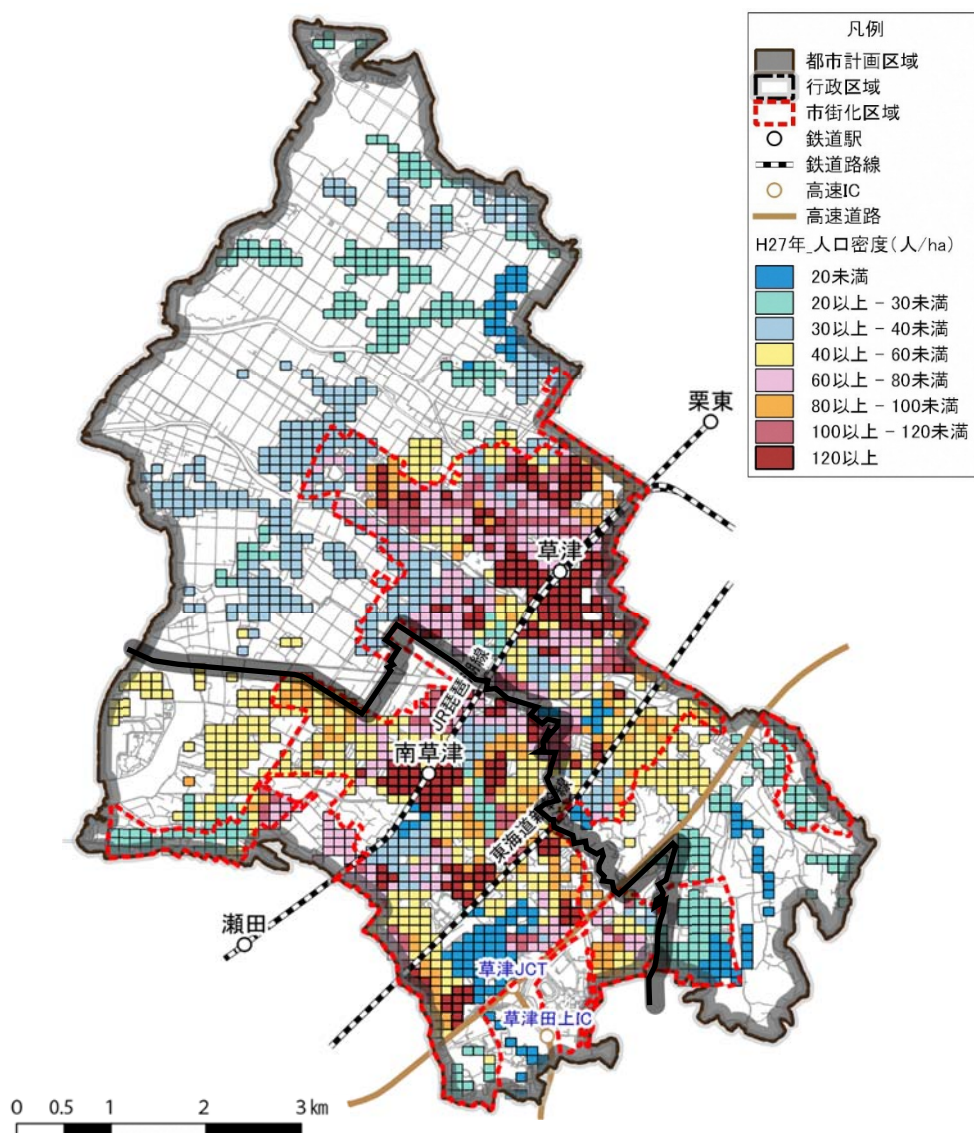 凡例
都市計画区域
行政区域
市街化区域
鉄道駅
鉄道路線
高速IC
高速道路
H27年_人口密度(人/ha)
20未満
20以上 - 30未満
30以上 - 40未満
40以上 - 60未満
60以上 - 80未満
80以上 - 100未満
100以上 - 120未満
120以上
栗東
草津
JR琵琶湖線
南草津
東海道新幹線
瀬田
草津JCT
草津田上IC
0 0.5 1 2 3 km